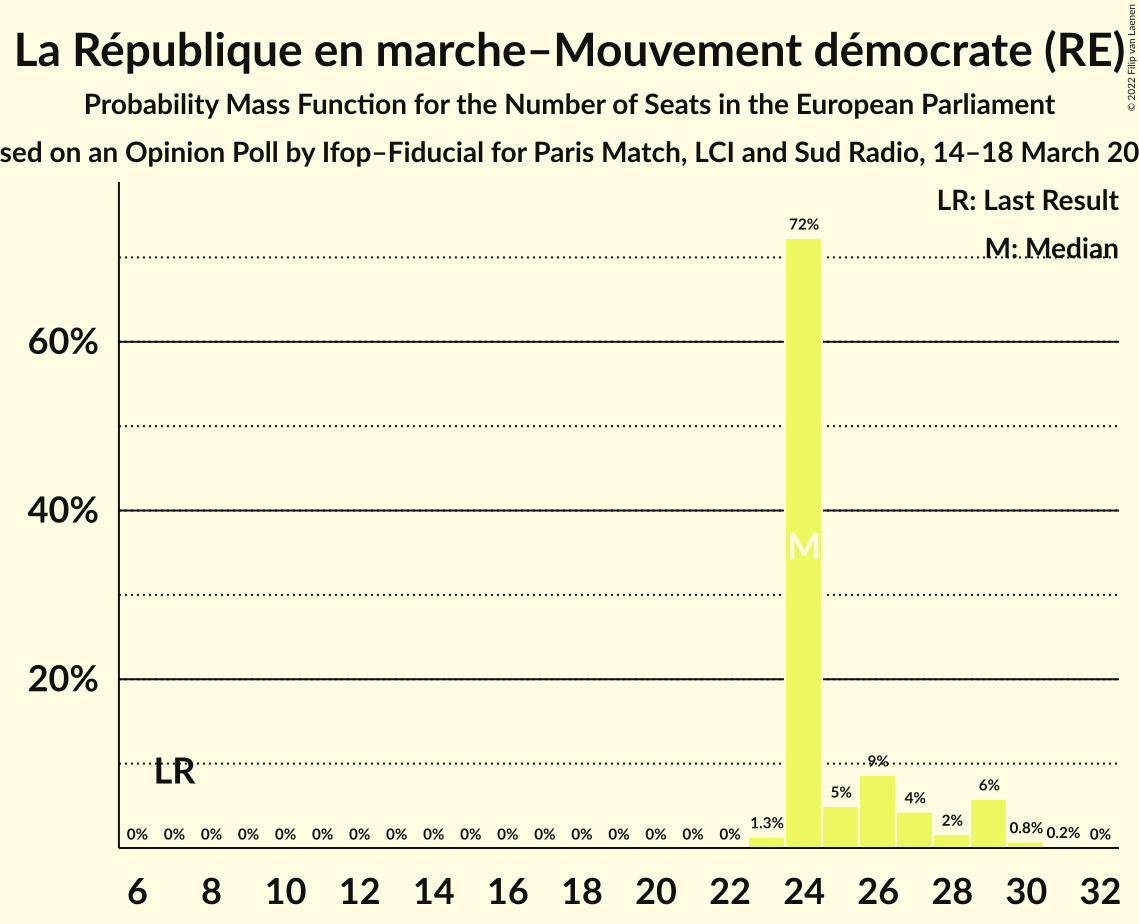 La République en marche–Mouvement démocrate (RE)
© 2022 Filip van Laenen
Probability Mass Function for the Number of Seats in the European Parliament
sed on an Opinion Poll by Ifop–Fiducial for Paris Match, LCI and Sud Radio, 14–18 March 20
LR: Last Result
M: Median
72%
60%
40%
M
20%
LR
0% 0% 0% 0% 0% 0% 0% 0% 0% 0% 0% 0% 0% 0% 0% 0% 0% 1.3% 5% 9% 4% 2% 6% 0.8% 0.2% 0%
6 8 10 12 14 16 18 20 22 24 26 28 30 32